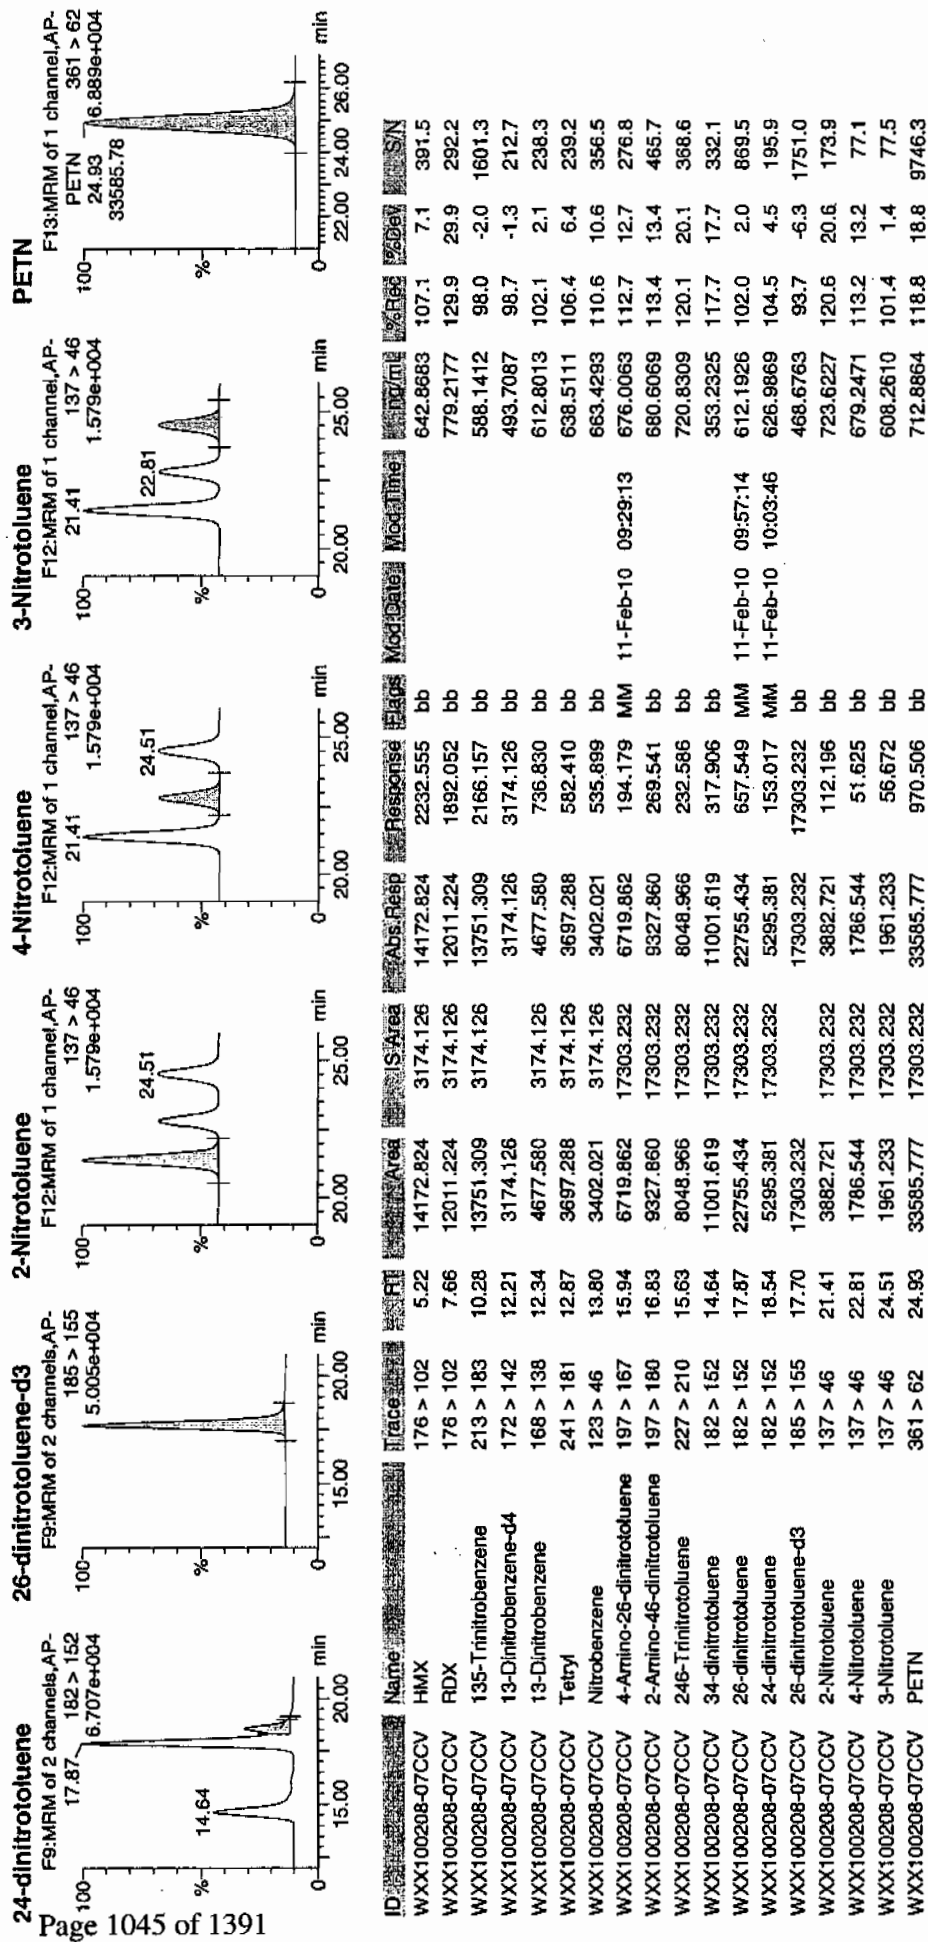 24-dinitrotoluene
F9:MRM of 2 channels,AP-
182 > 152
6.707e+004
17.87
14.64
100
%
0
15.00 20.00 min
26-dinitrotoluene-d3
F9:MRM of 2 channels,AP-
185 > 155
5.005e+004
100
%
0
15.00 20.00 min
2-Nitrotoluene
F12:MRM of 1 channel,AP-
137 > 46
1.579e+004
24.51
100
%
0
20.00 25.00 min
4-Nitrotoluene
F12:MRM of 1 channel,AP-
137 > 46
1.579e+004
21.41
24.51
100
%
0
20.00 25.00 min
3-Nitrotoluene
F12:MRM of 1 channel,AP-
137 > 46
1.579e+004
21.41
22.81
100
%
0
20.00 25.00 min
PETN
F13:MRM of 1 channel,AP-
361 > 62
6.889e+004
PETN
24.93
33585.78
100
%
0
22.00 24.00 26.00 min
ID Name Trace RT Area IS Area Abs.Resp Response Flags Mod.Date Mod.Time ng/mL %Rec %Dev S/N
WXX100208-07CCV HMX 176 > 102 5.22 14172.824 3174.126 14172.824 2232.555 bb 642.8683 107.1 7.1 391.5
WXX100208-07CCV RDX 176 > 102 7.66 12011.224 3174.126 12011.224 1892.052 bb 779.2177 129.9 29.9 292.2
WXX100208-07CCV 135-Trinitrobenzene 213 > 183 10.28 13751.309 3174.126 13751.309 2166.157 bb 588.1412 98.0 -2.0 1601.3
WXX100208-07CCV 13-Dinitrobenzene-d4 172 > 142 12.21 3174.126 3174.126 3174.126 bb 493.7087 98.7 -1.3 212.7
WXX100208-07CCV 13-Dinitrobenzene 168 > 138 12.34 4677.580 3174.126 4677.580 736.830 bb 612.8013 102.1 2.1 238.3
WXX100208-07CCV Tetryl 241 > 181 12.87 3697.288 3174.126 3697.288 582.410 bb 638.5111 106.4 6.4 239.2
WXX100208-07CCV Nitrobenzene 123 > 46 13.80 3402.021 3174.126 3402.021 535.899 bb 663.4293 110.6 10.6 356.5
WXX100208-07CCV 4-Amino-26-dinitrotoluene 197 > 167 15.94 6719.862 17303.232 6719.862 194.179 MM 11-Feb-10 09:29:13 676.0063 112.7 12.7 276.8
WXX100208-07CCV 2-Amino-46-dinitrotoluene 197 > 180 16.83 9327.860 17303.232 9327.860 269.541 bb 680.6069 113.4 13.4 465.7
WXX100208-07CCV 246-Trinitrotoluene 227 > 210 15.63 8048.966 17303.232 8048.966 232.586 bb 720.8309 120.1 20.1 368.6
WXX100208-07CCV 34-dinitrotoluene 182 > 152 14.64 11001.619 17303.232 11001.619 317.906 bb 353.2325 117.7 17.7 332.1
WXX100208-07CCV 26-dinitrotoluene 182 > 152 17.87 22755.434 17303.232 22755.434 657.549 MM 11-Feb-10 09:57:14 612.1926 102.0 2.0 869.5
WXX100208-07CCV 24-dinitrotoluene 182 > 152 18.54 5295.381 17303.232 5295.381 153.017 MM 11-Feb-10 10:03:46 626.9869 104.5 4.5 195.9
WXX100208-07CCV 26-dinitrotoluene-d3 185 > 155 17.70 17303.232 17303.232 17303.232 bb 468.6763 93.7 -6.3 1751.0
WXX100208-07CCV 2-Nitrotoluene 137 > 46 21.41 3882.721 17303.232 3882.721 112.196 bb 723.6227 120.6 20.6 173.9
WXX100208-07CCV 4-Nitrotoluene 137 > 46 22.81 1786.544 17303.232 1786.544 51.625 bb 679.2471 113.2 13.2 77.1
WXX100208-07CCV 3-Nitrotoluene 137 > 46 24.51 1961.233 17303.232 1961.233 56.672 bb 608.2610 101.4 1.4 77.5
WXX100208-07CCV PETN 361 > 62 24.93 33585.777 17303.232 33585.777 970.506 bb 712.8864 118.8 18.8 9746.3
Page 1045 of 1391